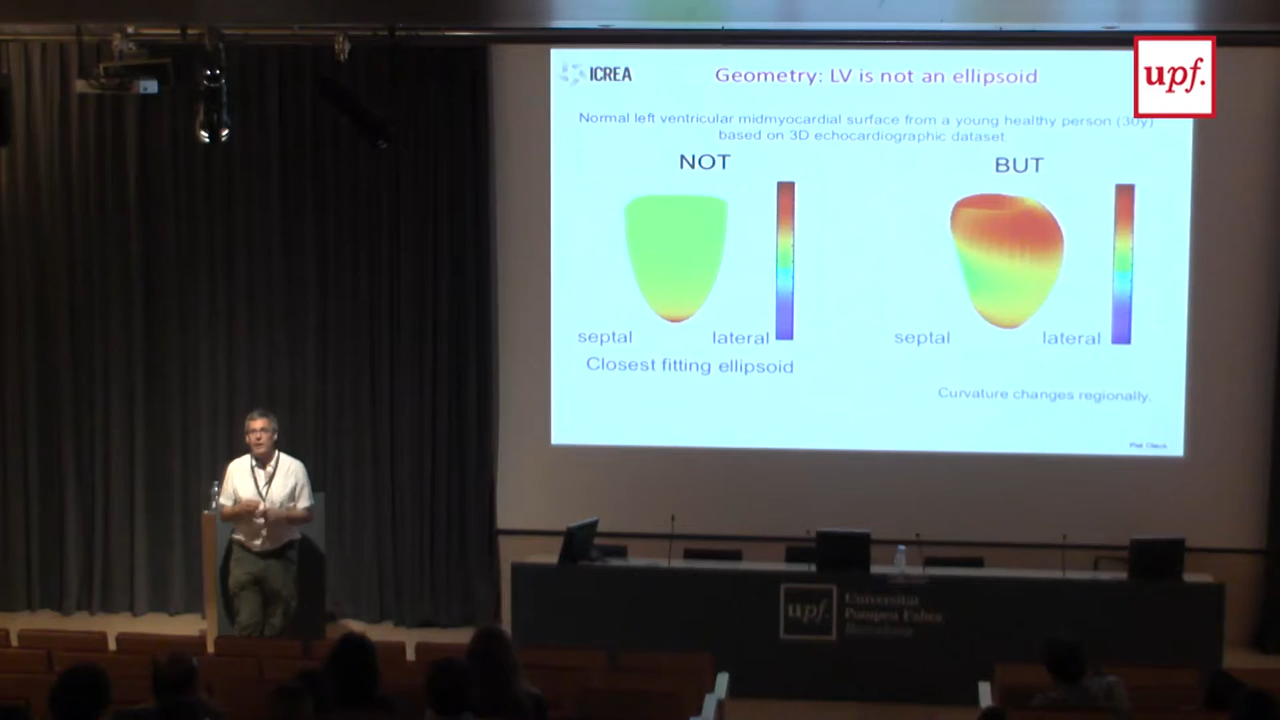 ICREA
Geometry: LV is not an ellipsoid
upf.
Normal left ventricular midmyocardial surface from a young healthy person (30y)
based on 3D echocardiographic dataset
NOT
BUT
septal
lateral
septal
lateral
Closest fitting ellipsoid
Curvature changes regionally.
upf.
Universitat
Pompeu Fabra
Barcelona